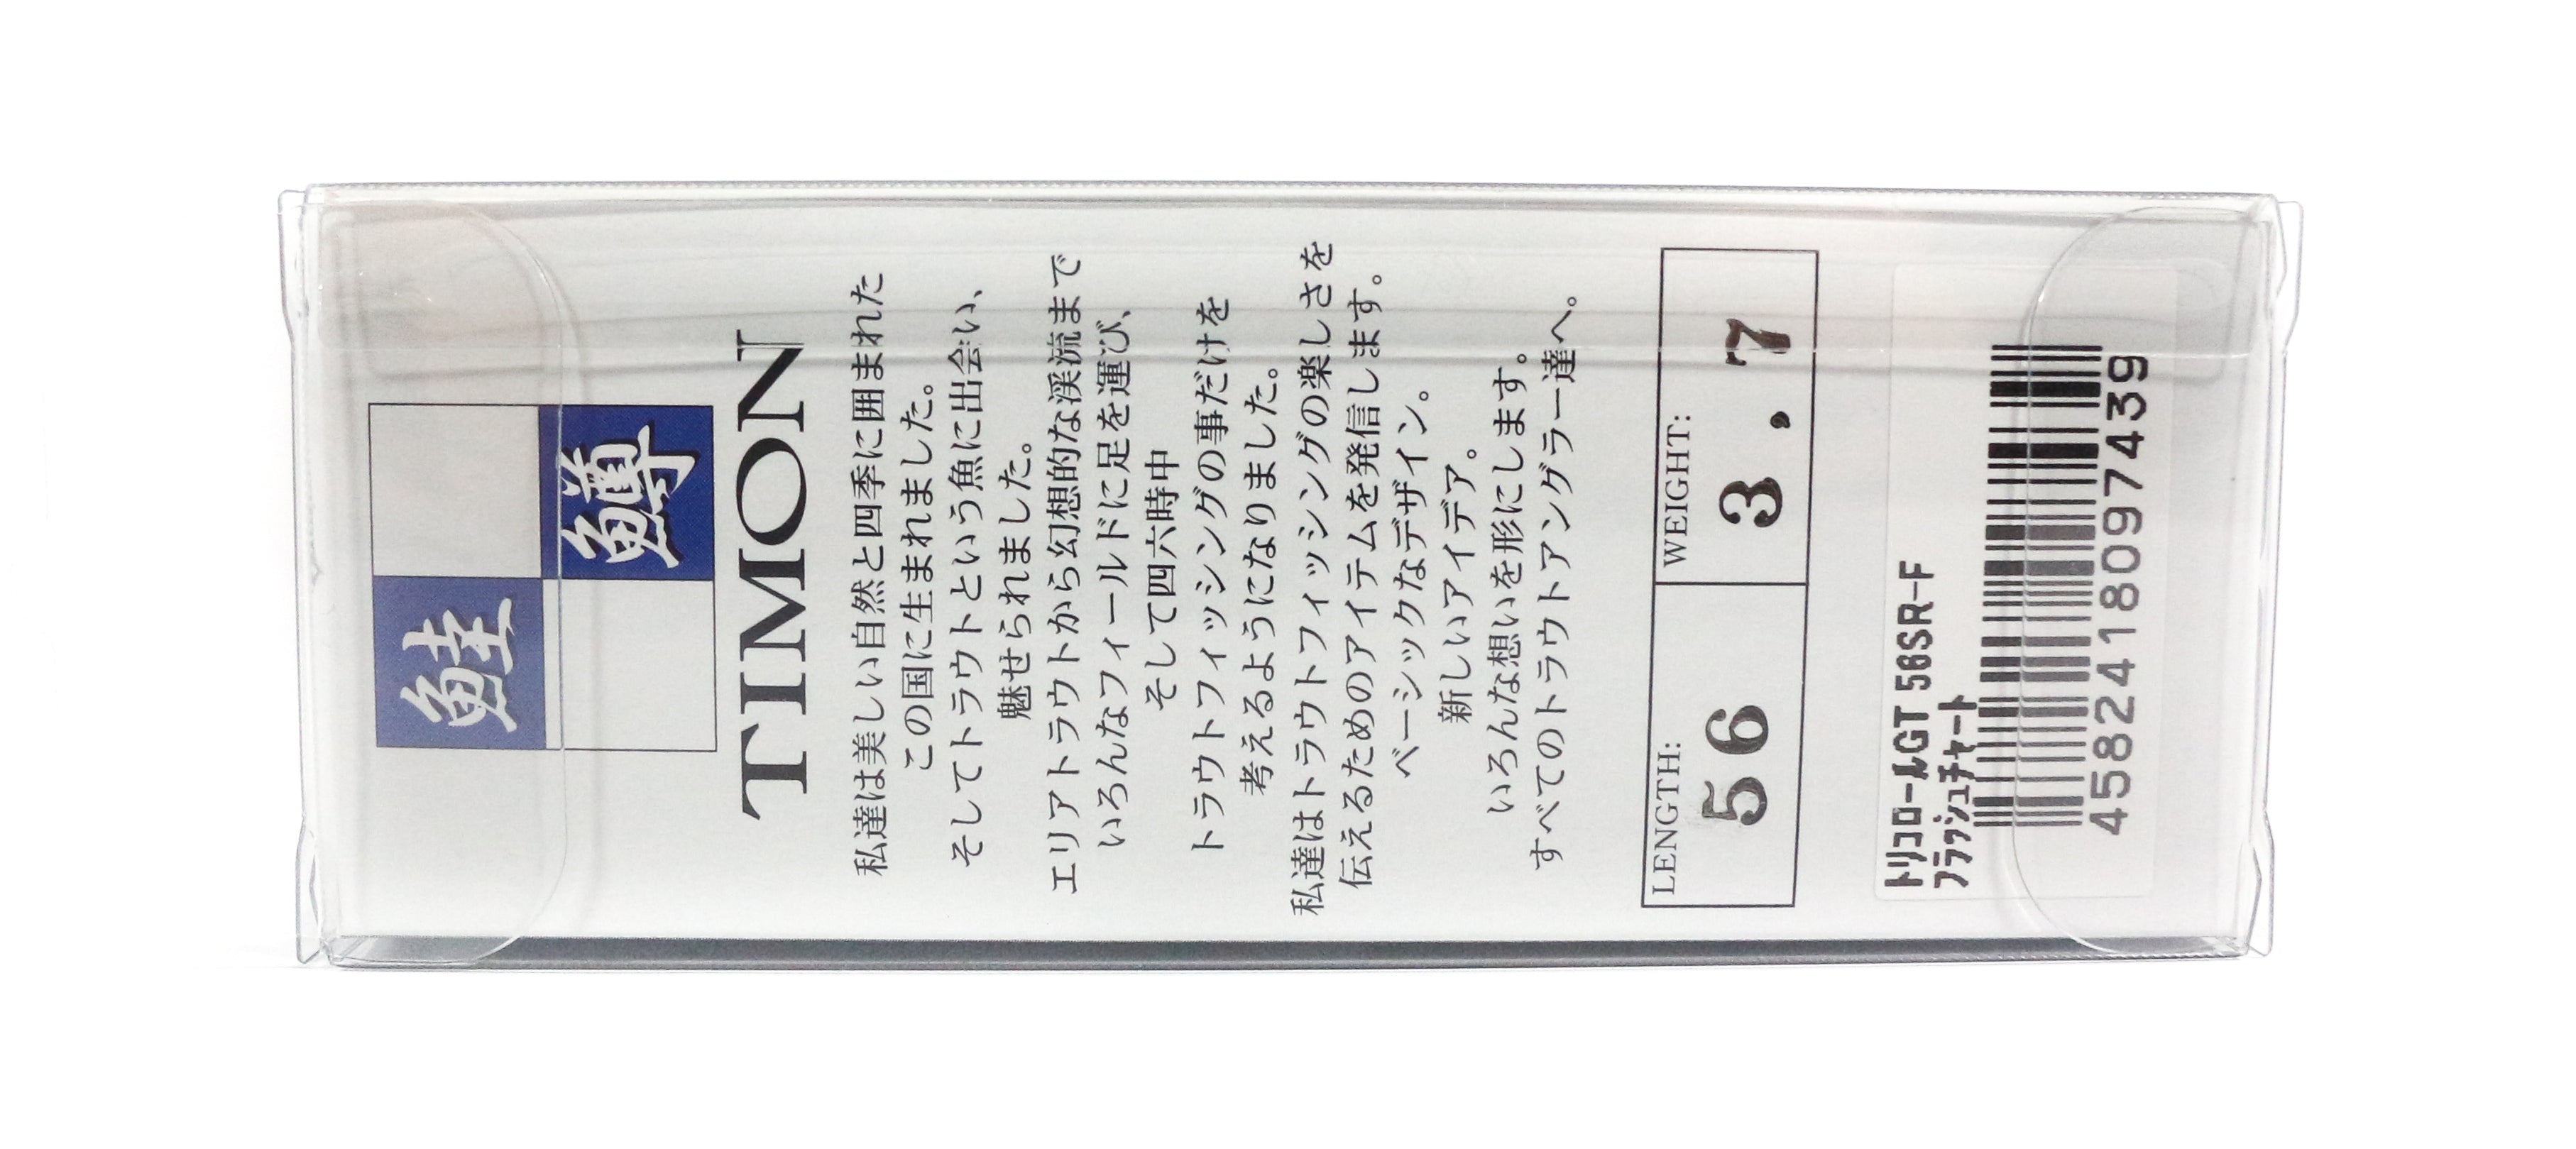 鮭
鱒
TIMON
私達は美しい自然と四季に囲まれた
この国に生まれました。
そしてトラウトという魚に出会い、
魅せられました。
エリアトラウトから幻想的な渓流まで
いろんなフィールドに足を運び、
そして四六時中
トラウトフィッシングの事だけを
考えるようになりました。
私達はトラウトフィッシングの楽しさを
伝えるためのアイテムを発信します。
ベーシックなデザイン。
新しいアイデア。
いろんな想いを形にします。
すべてのトラウトアングラー達へ。
LENGTH: WEIGHT:
56 3.7
ﾄﾘｺﾛｰﾙGT 56SR-F
ﾌﾗｯｼｭﾁｬｰﾄ
4582418097439